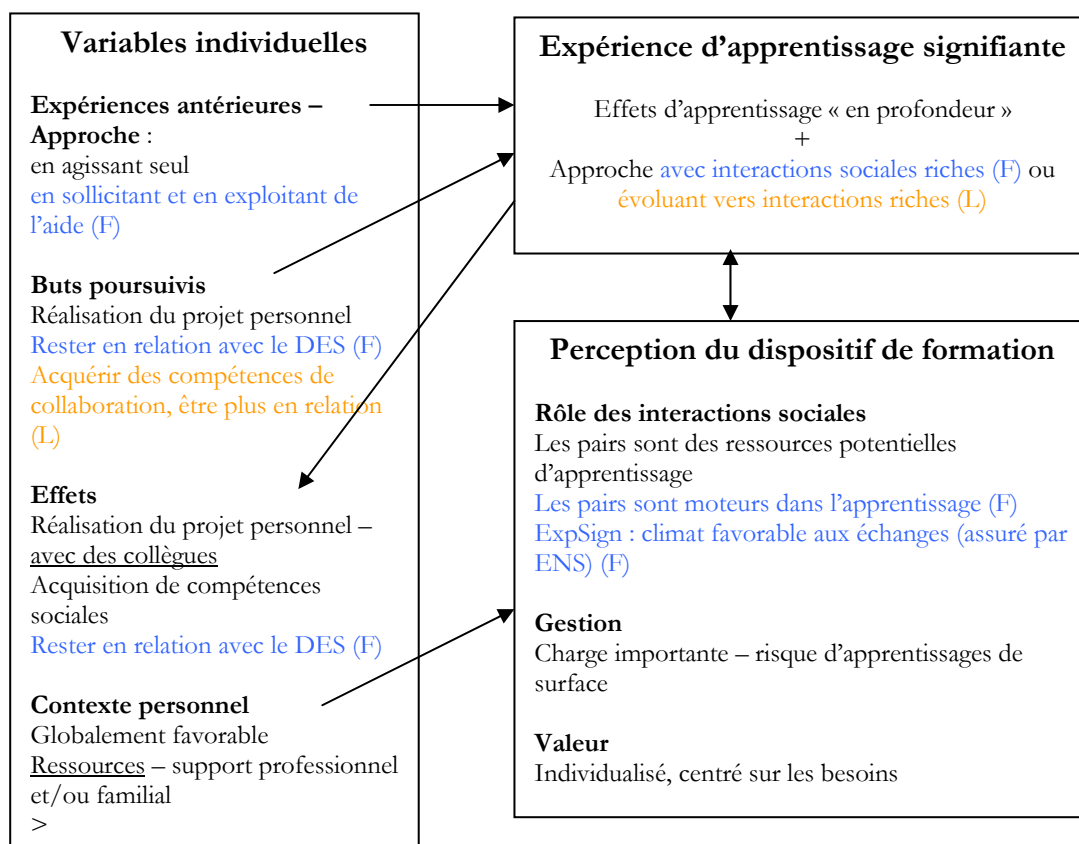 Variables individuelles
Expériences antérieures –
Approche :
en agissant seul
en sollicitant et en exploitant de
l’aide (F)
Buts poursuivis
Réalisation du projet personnel
Rester en relation avec le DES (F)
Acquérir des compétences de
collaboration, être plus en relation
(L)
Effets
Réalisation du projet personnel –
avec des collègues
Acquisition de compétences
sociales
Rester en relation avec le DES (F)
Contexte personnel
Globalement favorable
Ressources – support professionnel
et/ou familial
>
Expérience d’apprentissage signifiante
Effets d’apprentissage « en profondeur »
+
Approche avec interactions sociales riches (F) ou
évoluant vers interactions riches (L)
Perception du dispositif de formation
Rôle des interactions sociales
Les pairs sont des ressources potentielles
d’apprentissage
Les pairs sont moteurs dans l’apprentissage (F)
ExpSign : climat favorable aux échanges (assuré par
ENS) (F)
Gestion
Charge importante – risque d’apprentissages de
surface
Valeur
Individualisé, centré sur les besoins